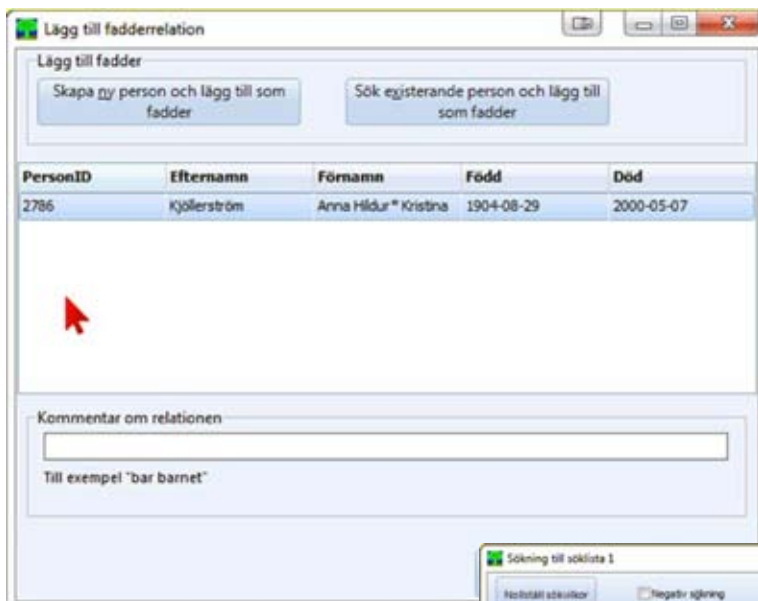 Lägg till fadderrelation
Lägg till fadder
Skapa ny person och lägg till som
fadder
Sök existerande person och lägg till
som fadder
PersonID Efternamn Förnamn Född Död
2786 Kjöllerström Anna Hildur* Kristina 1904-08-29 2000-05-07
Kommentar om relationen
Till exempel "bar barnet"
Sökning till söklista 1
Nollställ sökvillkor Negativ sökning